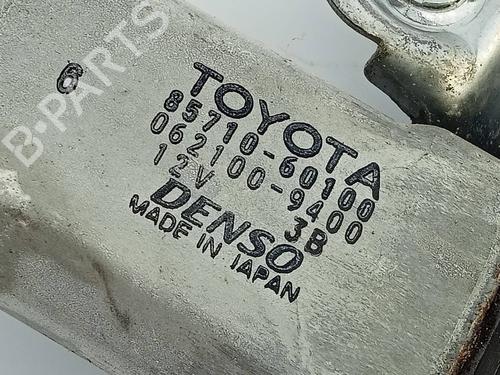 B-PARTS
6
TOYOTA
85710-60100
062100-9400
12V 3B
DENSO
MADE IN JAPAN